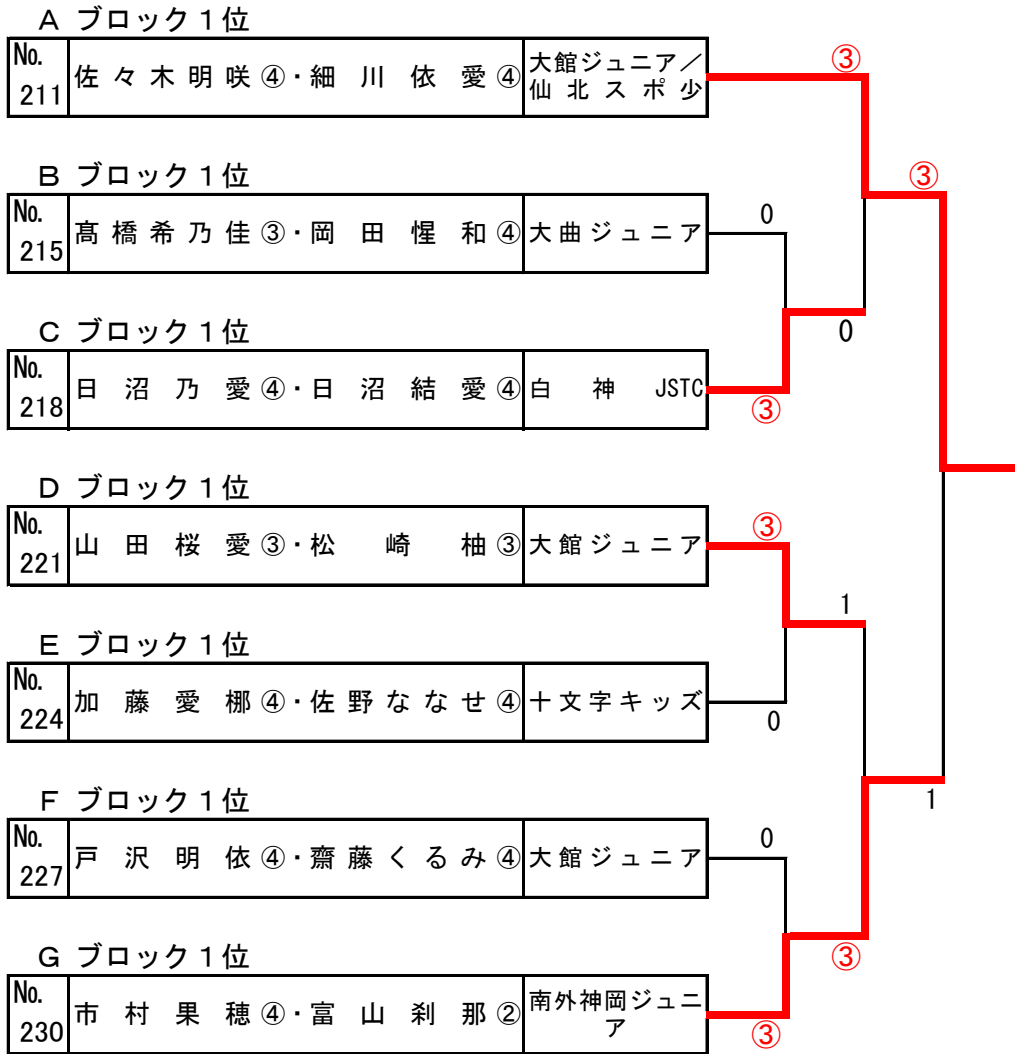 A ブロック１位
No. 211 佐々木明咲④・細川依愛④ 大館ジュニア／仙北スポ少
③
③
B ブロック１位
No. 215 髙橋希乃佳③・岡田惺和④ 大曲ジュニア
0
0
C ブロック１位
No. 218 日沼乃愛④・日沼結愛④ 白神JSTC
③
D ブロック１位
No. 221 山田桜愛③・松崎柚③ 大館ジュニア
③
1
E ブロック１位
No. 224 加藤愛梛④・佐野ななせ④ 十文字キッズ
0
F ブロック１位
1
No. 227 戸沢明依④・齋藤くるみ④ 大館ジュニア
0
G ブロック１位
③
No. 230 市村果穂④・富山刹那② 南外神岡ジュニア
③